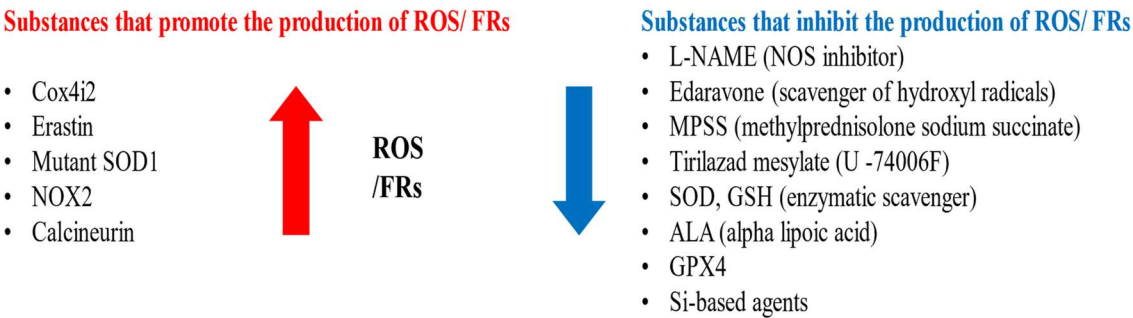 Substances that promote the production of ROS/ FRs
• Cox4i2
• Erastin
• Mutant SOD1
• NOX2
• Calcineurin
ROS
/FRs
Substances that inhibit the production of ROS/ FRs
• L-NAME (NOS inhibitor)
• Edaravone (scavenger of hydroxyl radicals)
• MPSS (methylprednisolone sodium succinate)
• Tirilazad mesylate (U -74006F)
• SOD, GSH (enzymatic scavenger)
• ALA (alpha lipoic acid)
• GPX4
• Si-based agents